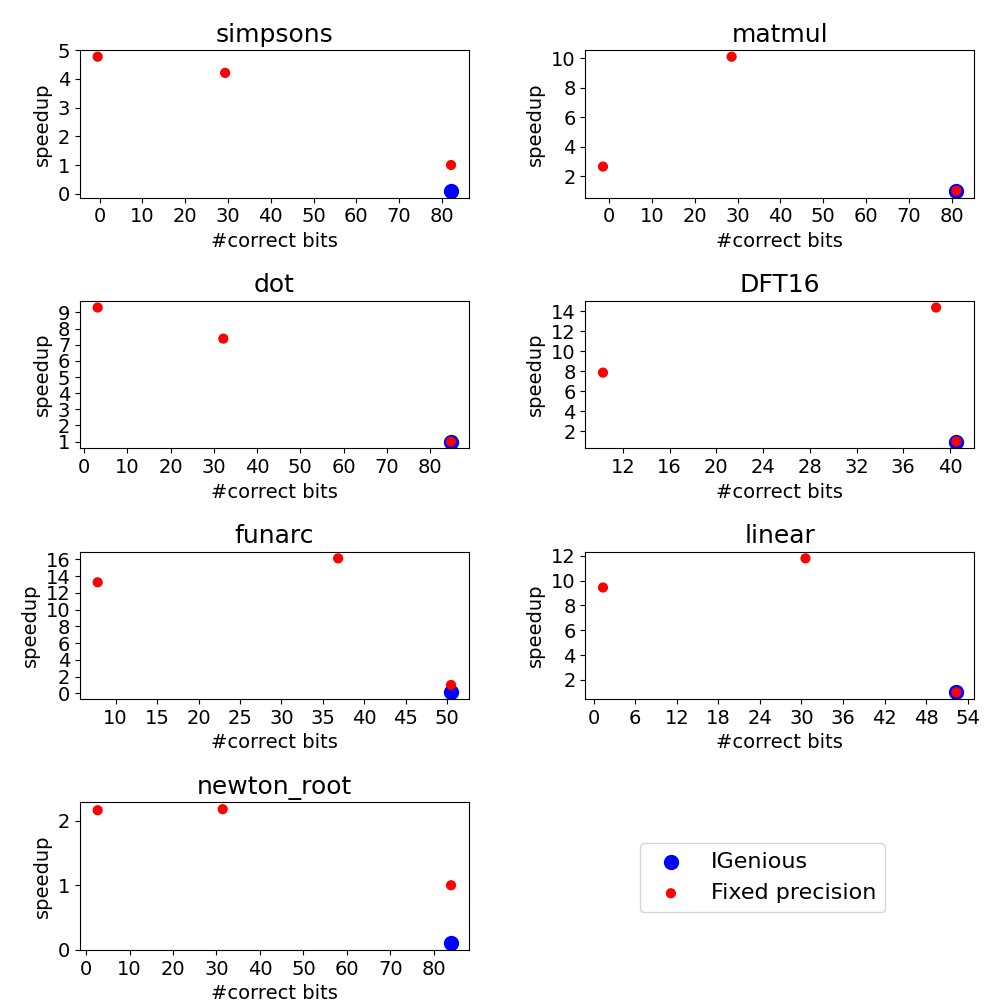 simpsons
5
4
3
2
1
0
speedup
0 10 20 30 40 50 60 70 80
#correct bits
matmul
10
8
6
4
2
speedup
0 10 20 30 40 50 60 70 80
#correct bits
dot
9
8
7
6
5
4
3
2
1
speedup
0 10 20 30 40 50 60 70 80
#correct bits
DFT16
14
12
10
8
6
4
2
speedup
12 16 20 24 28 32 36 40
#correct bits
funarc
16
14
12
10
8
6
4
2
0
speedup
10 15 20 25 30 35 40 45 50
#correct bits
linear
12
10
8
6
4
2
speedup
0 6 12 18 24 30 36 42 48 54
#correct bits
newton_root
2
1
0
speedup
0 10 20 30 40 50 60 70 80
#correct bits
IGenious
Fixed precision